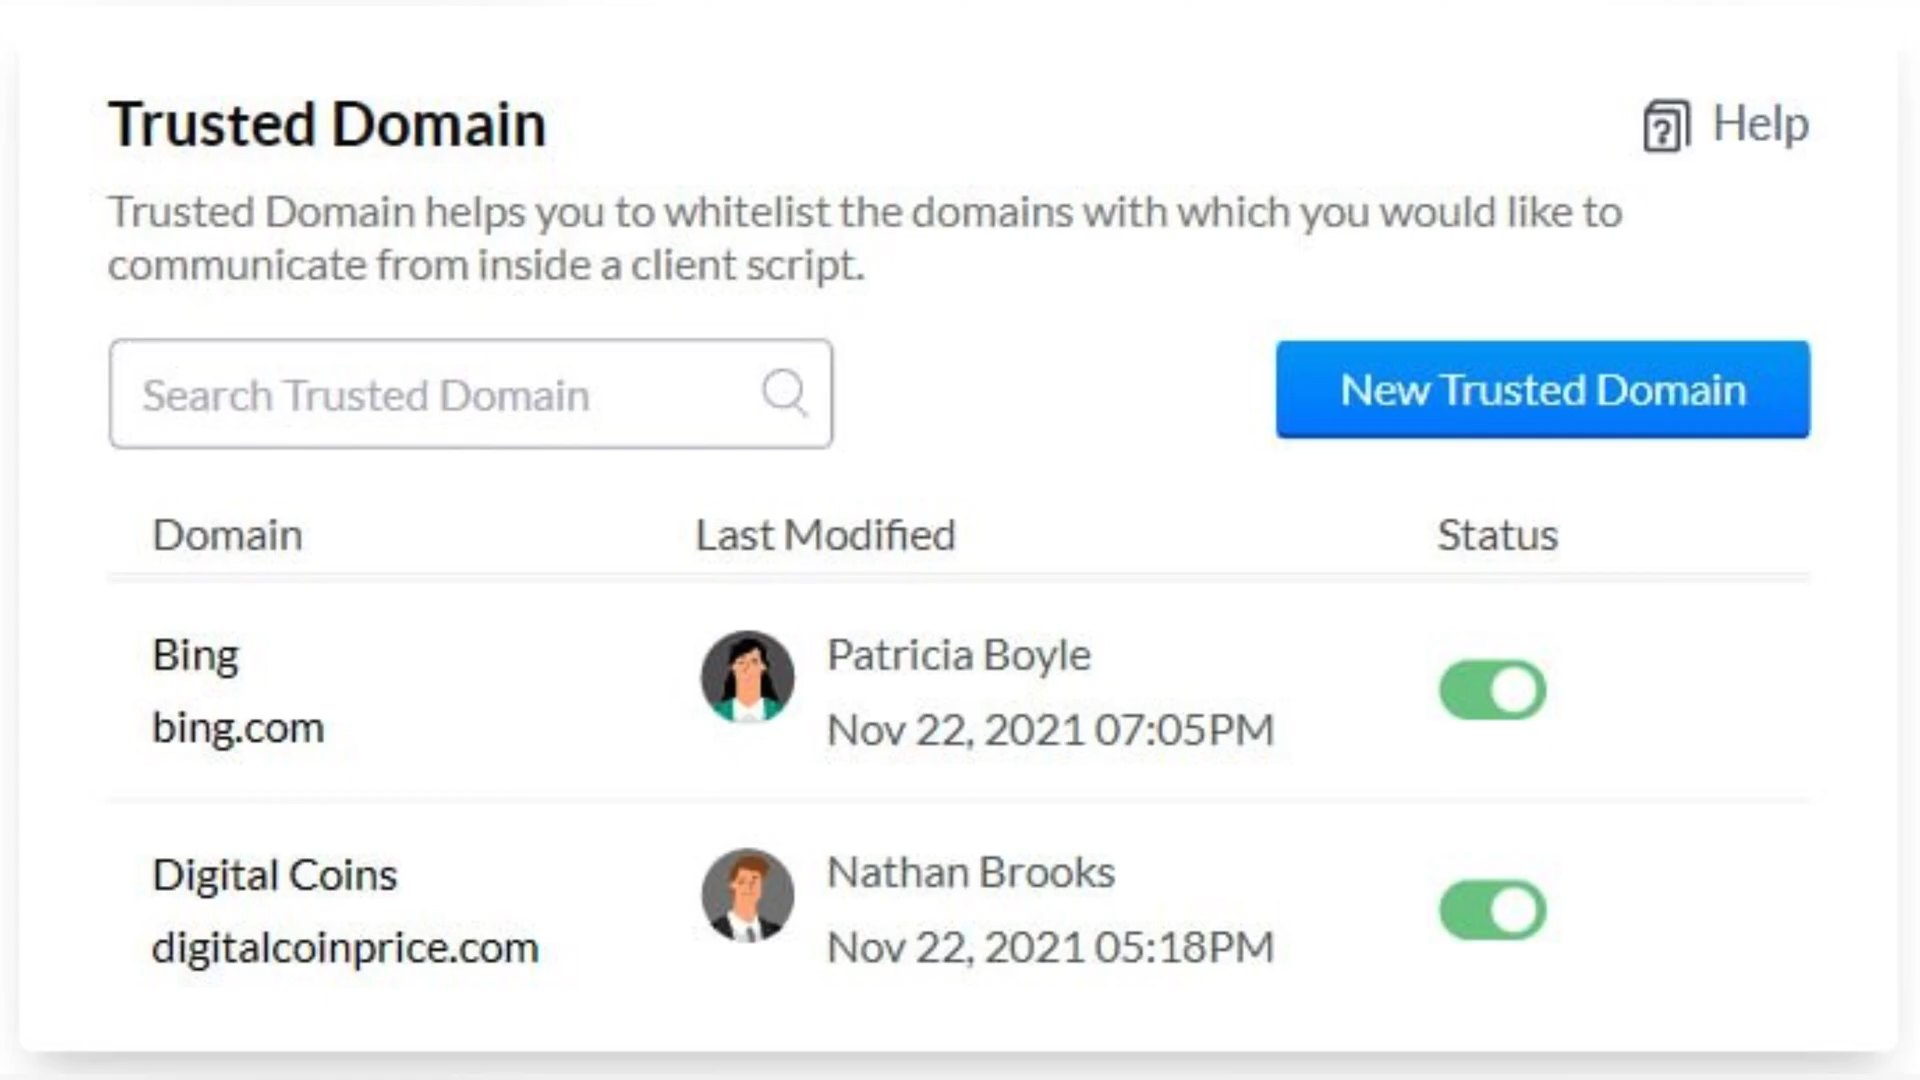 Trusted Domain
Help
Trusted Domain helps you to whitelist the domains with which you would like to
communicate from inside a client script.
Search Trusted Domain
New Trusted Domain
Domain Last Modified Status
Bing
bing.com
Patricia Boyle
Nov 22, 2021 07:05PM
Digital Coins
digitalcoinprice.com
Nathan Brooks
Nov 22, 2021 05:18PM